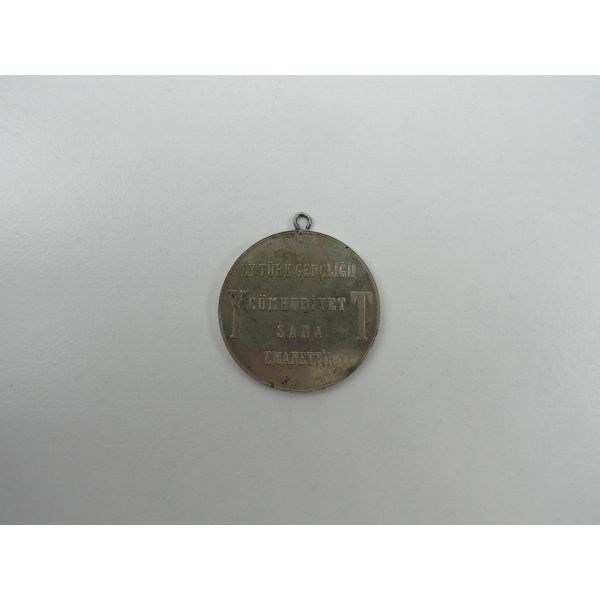 EY TÜRK GENÇLİĞİ!
Y CÜMHURİYET T
SANA
EMANETTİR